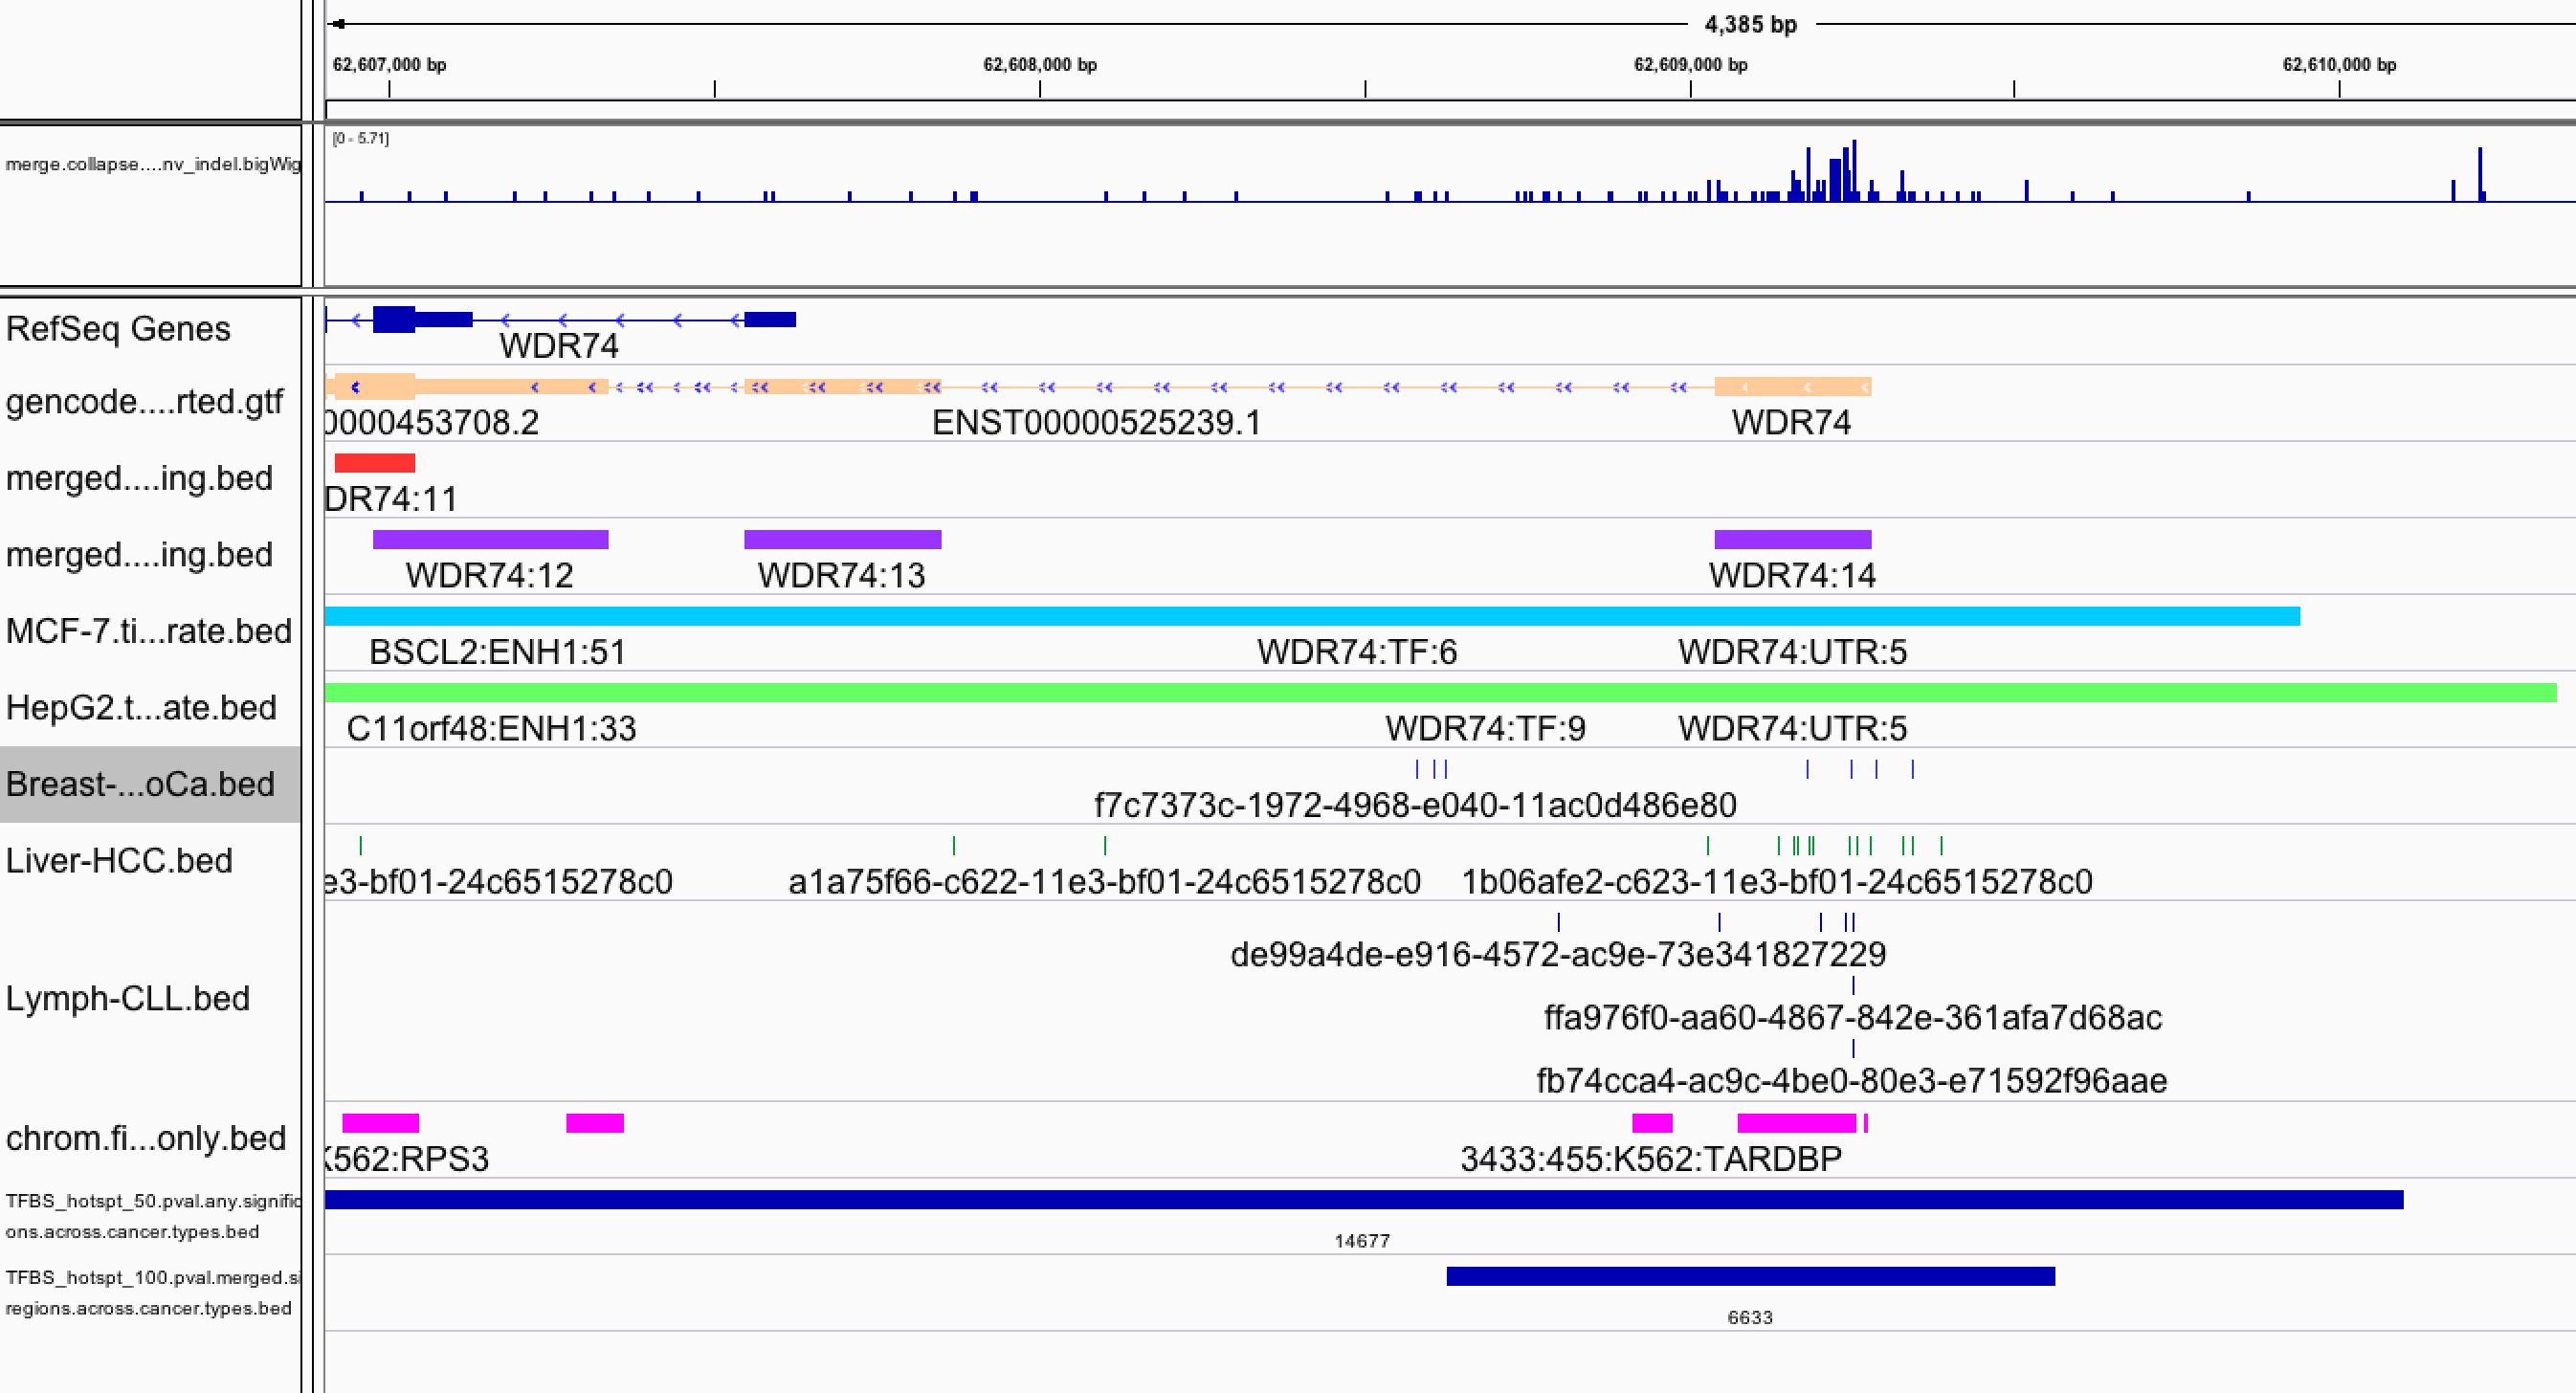 4,385 bp
62,607,000 bp 62,608,000 bp 62,609,000 bp 62,610,000 bp
[0 - 5.71]
merge.collapse....nv_indel.bigWig
RefSeq Genes
WDR74
gencode....rted.gtf
0000453708.2 ENST00000525239.1 WDR74
merged....ing.bed
DR74:11
merged....ing.bed
WDR74:12 WDR74:13 WDR74:14
MCF-7.ti...rate.bed
BSCL2:ENH1:51 WDR74:TF:6 WDR74:UTR:5
HepG2.t...ate.bed
C11orf48:ENH1:33 WDR74:TF:9 WDR74:UTR:5
Breast-...oCa.bed
f7c7373c-1972-4968-e040-11ac0d486e80
Liver-HCC.bed
e3-bf01-24c6515278c0 a1a75f66-c622-11e3-bf01-24c6515278c0 1b06afe2-c623-11e3-bf01-24c6515278c0
de99a4de-e916-4572-ac9e-73e341827229
Lymph-CLL.bed
ffa976f0-aa60-4867-842e-361afa7d68ac
fb74cca4-ac9c-4be0-80e3-e71592f96aae
chrom.fi...only.bed
K562:RPS3 3433:455:K562:TARDBP
TFBS_hotspt_50.pval.any.signific
ons.across.cancer.types.bed
14677
TFBS_hotspt_100.pval.merged.si
regions.across.cancer.types.bed
6633